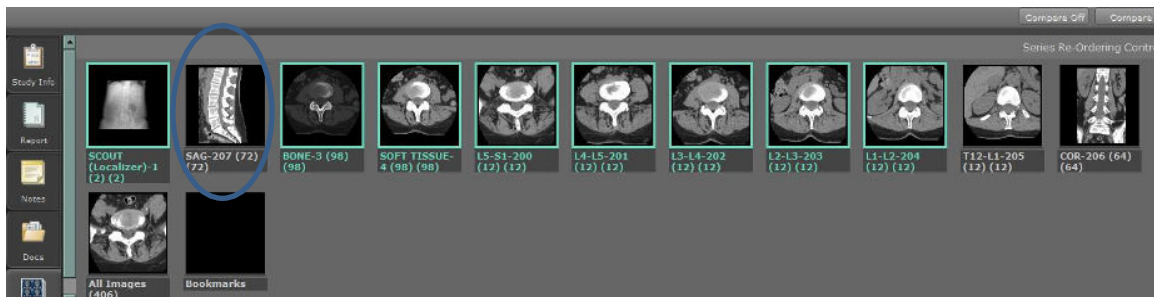 Compare Off
Compare
Series Re-Ordering Contr
Study Info
Report
Notes
Docs
SCOUT
(Localizer)-1
(2) (2)
SAG-207 (72)
(72)
BONE-3 (98)
(98)
SOFT TISSUE-
4 (98) (98)
L5-S1-200
(12) (12)
L4-L5-201
(12) (12)
L3-L4-202
(12) (12)
L2-L3-203
(12) (12)
L1-L2-204
(12) (12)
T12-L1-205
(12) (12)
COR-206 (64)
(64)
All Images
(406)
Bookmarks